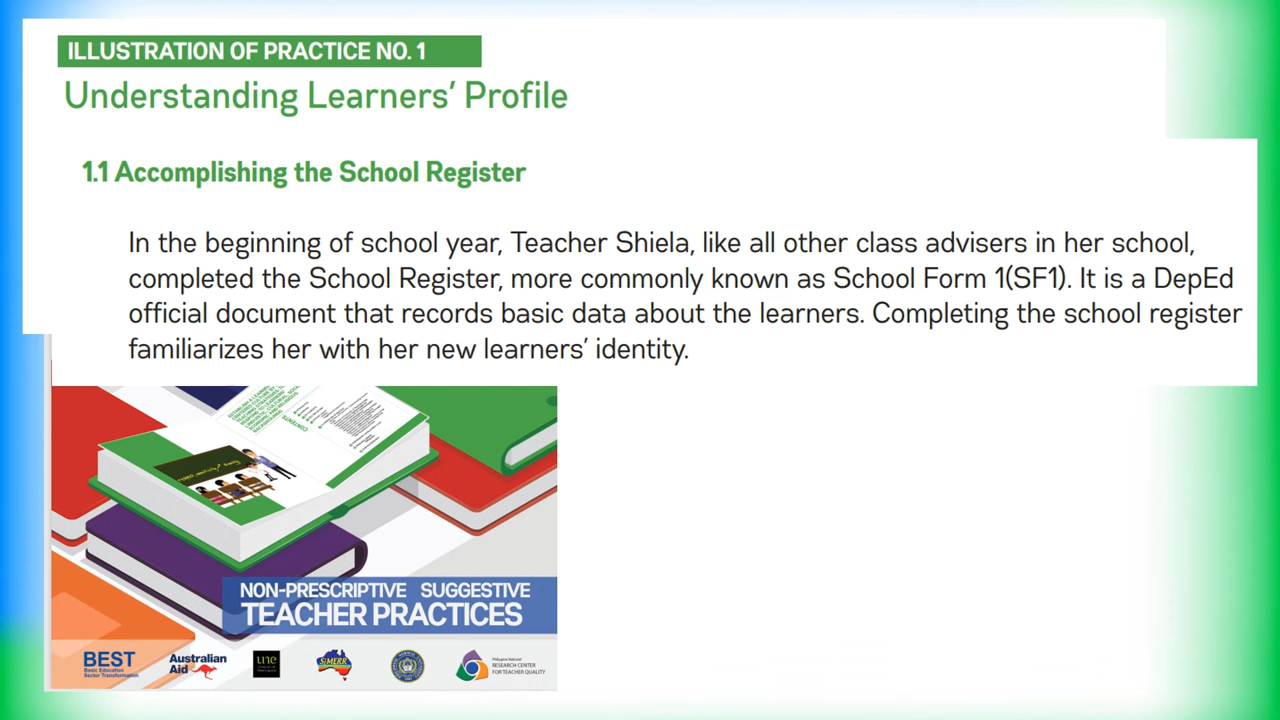 ILLUSTRATION OF PRACTICE NO. 1
Understanding Learners' Profile
1.1 Accomplishing the School Register
In the beginning of school year, Teacher Shiela, like all other class advisers in her school,
completed the School Register, more commonly known as School Form 1(SF1). It is a DepEd
official document that records basic data about the learners. Completing the school register
familiarizes her with her new learners' identity.
CONTENTS
NON-PRESCRIPTIVE SUGGESTIVE
TEACHER PRACTICES
BEST
Basic Education
Sector Transformation
Australian
Aid
une
SiMERR
Philippine National
RESEARCH CENTER
FOR TEACHER QUALITY